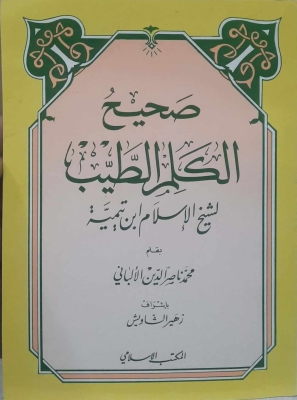 صحيح
الكلم الطيب
لشيخ الإسلام ابن تيمية
بقلم
محمد ناصر الدين الألباني
بإشراف
زهير الشاويش
المكتب الإسلامي